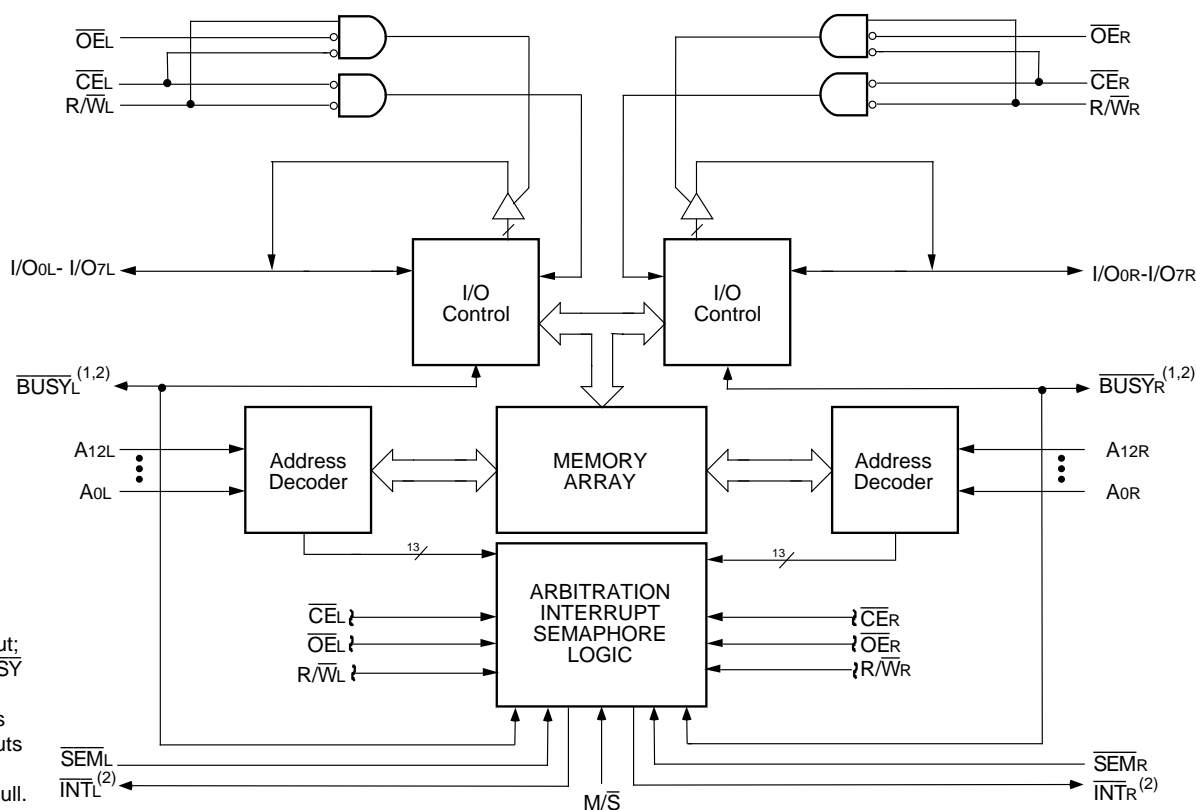 OEL
OER
CEL
CER
R/WL
R/WR
I/O0L- I/O7L
I/O Control
I/O Control
I/O0R-I/O7R
BUSYL(1,2)
BUSYR(1,2)
A12L
A0L
Address Decoder
MEMORY ARRAY
Address Decoder
A12R
A0R
13
13
ARBITRATION
INTERRUPT
SEMAPHORE
LOGIC
CEL
OEL
R/WL
CER
OER
R/WR
SEML
SEMR
INTL(2)
INTR(2)
M/S